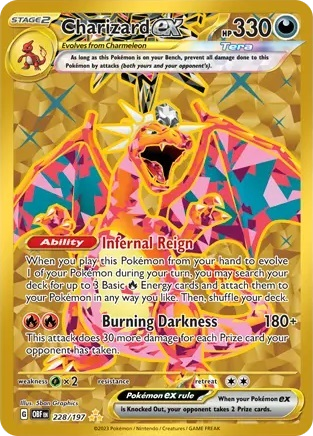 STAGE2 Charizard ex HP330
Evolves from Charmeleon
Tera
As long as this Pokémon is on your Bench, prevent all damage done to this
Pokémon by attacks (both yours and your opponent's).
Ability Infernal Reign
When you play this Pokémon from your hand to evolve
1 of your Pokémon during your turn, you may search your
deck for up to 3 Basic Energy cards and attach them to
your Pokémon in any way you like. Then, shuffle your deck.
Burning Darkness 180+
This attack does 30 more damage for each Prize card your
opponent has taken.
weakness ×2 resistance retreat
Illus. 5ban Graphics
Pokémon ex rule When your Pokémon ex
is Knocked Out, your opponent takes 2 Prize cards.
G OBF EN 228/197
©2023 Pokémon / Nintendo / Creatures / GAME FREAK